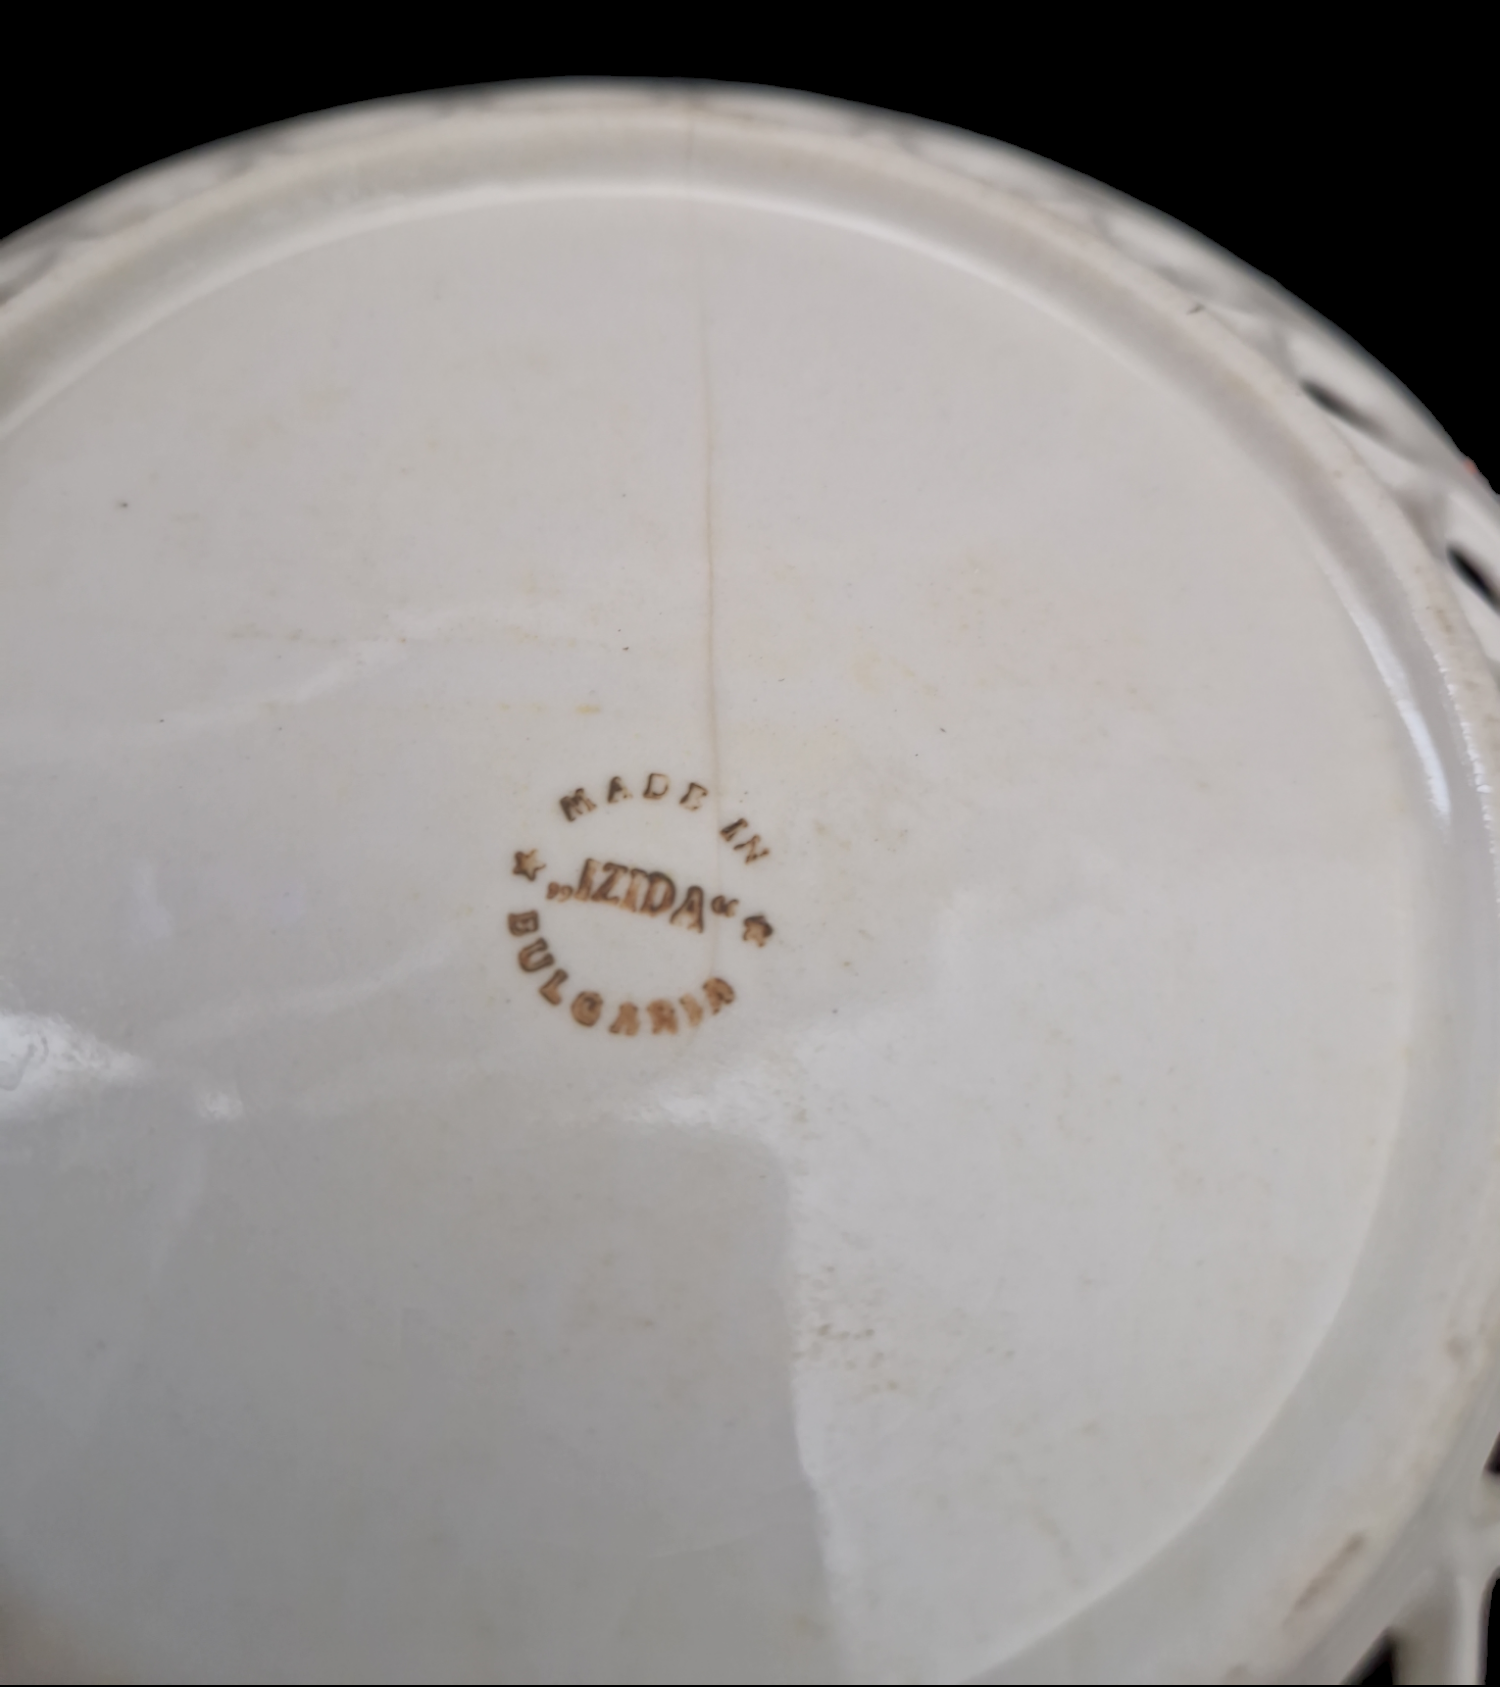 MADE IN
★ „IZIDA“ ★
BULGARIA